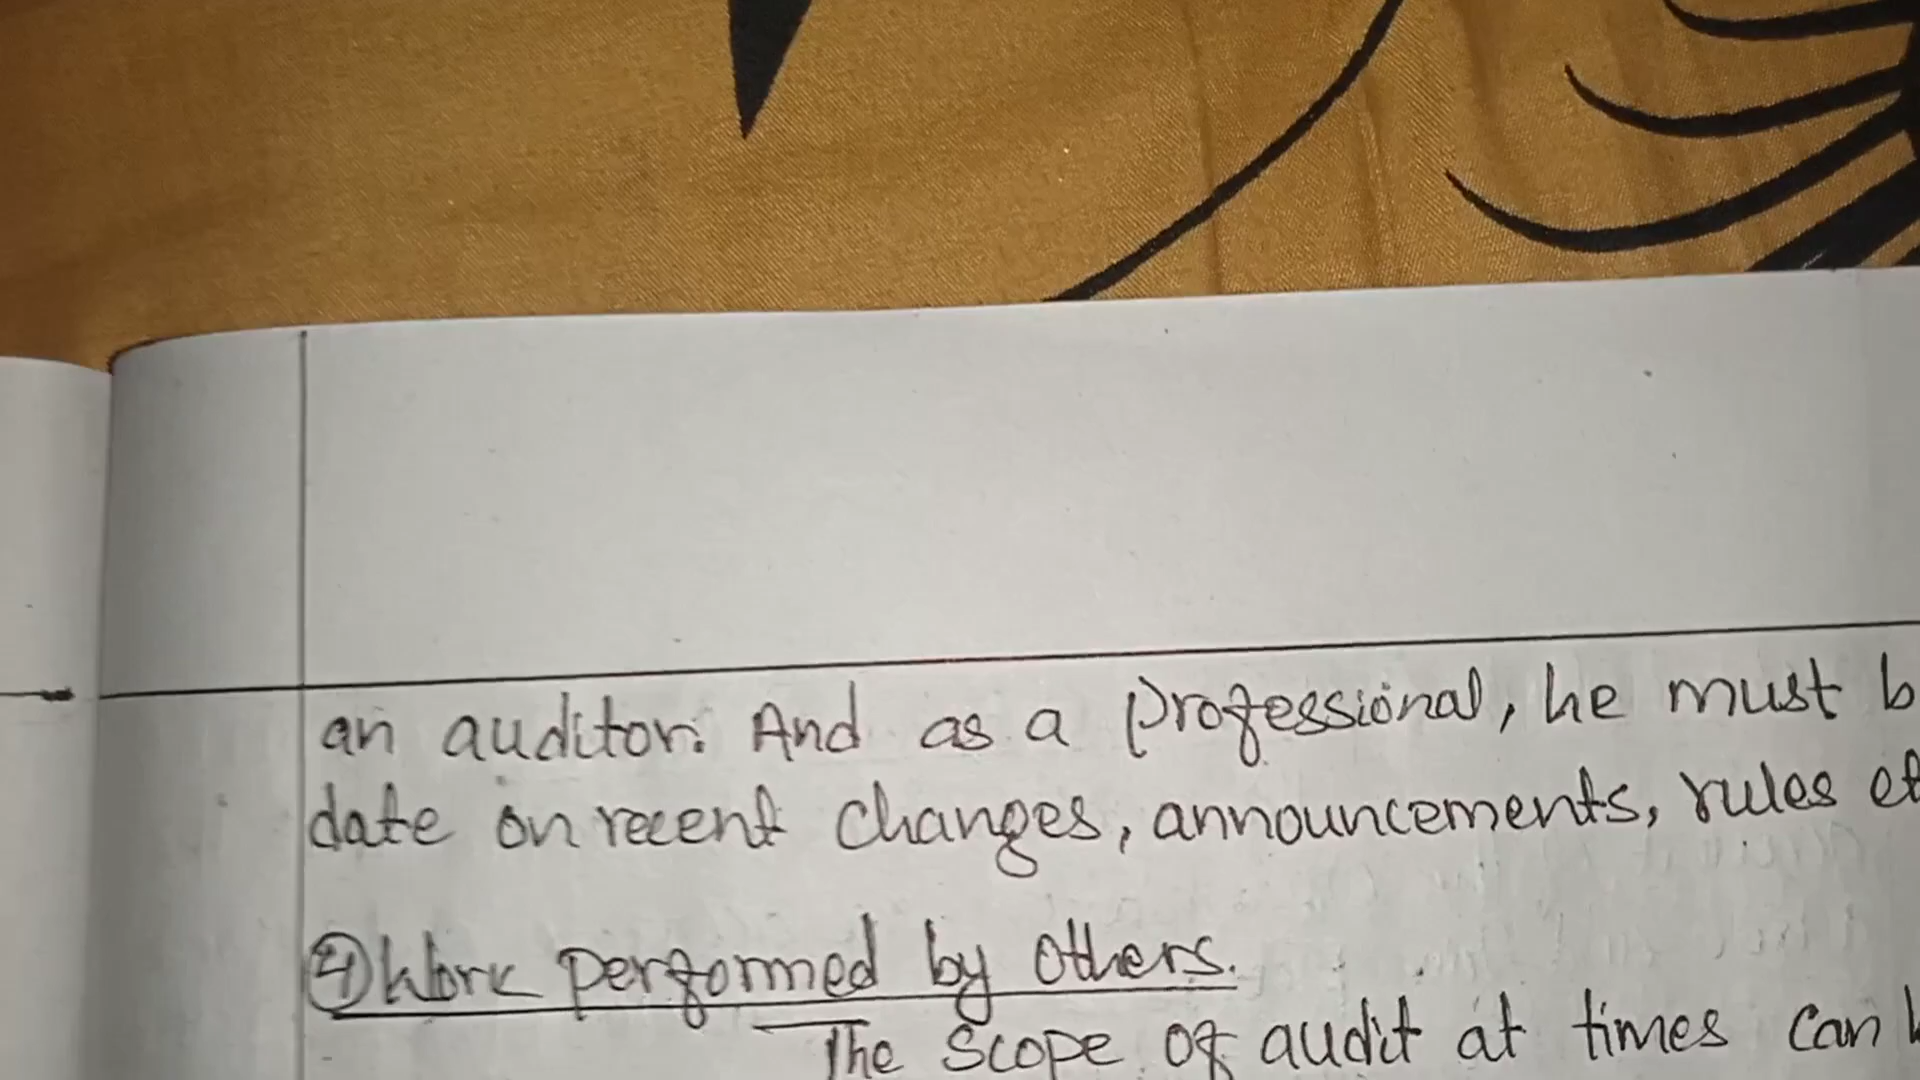 an auditor. And as a professional, he must b
date on recent changes, announcements, rules et
④ Work performed by others.
The scope of audit at times can